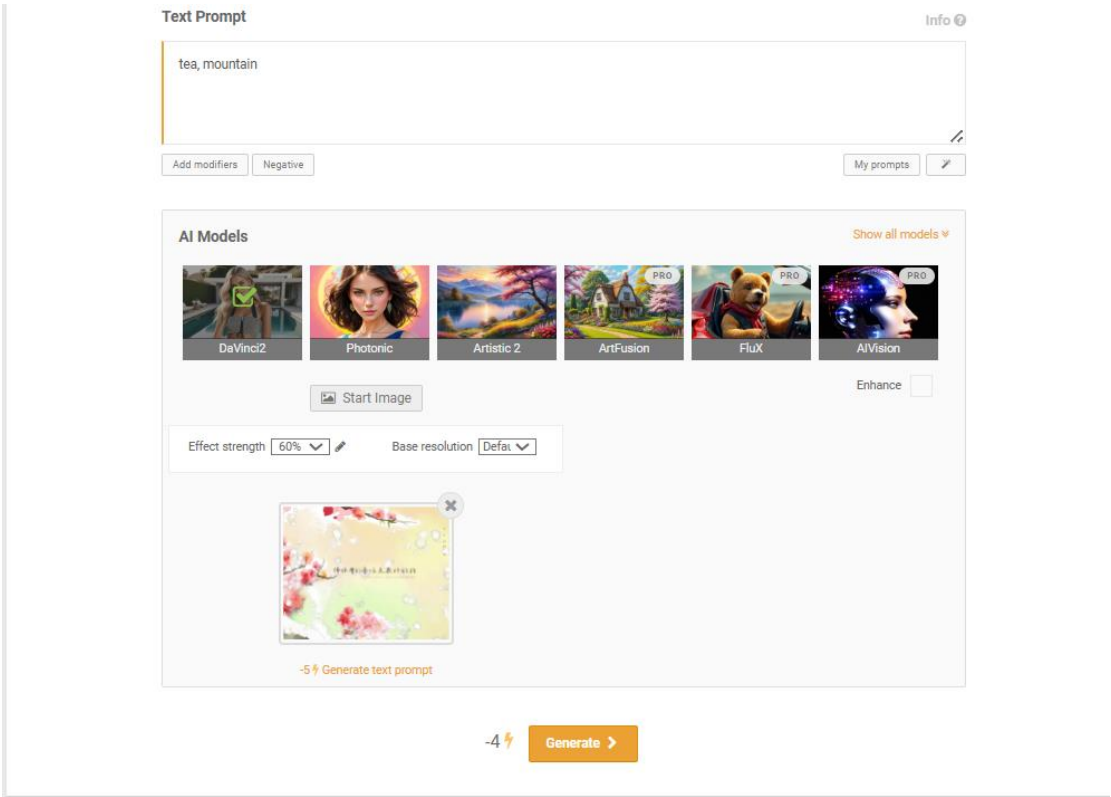 Text Prompt
Info
tea, mountain
Add modifiers
Negative
My prompts
AI Models
Show all models
PRO
PRO
PRO
DaVinci2
Photonic
Artistic 2
ArtFusion
FluX
AIVision
Start Image
Enhance
Effect strength 60%
Base resolution Defau
-5 Generate text prompt
-4
Generate